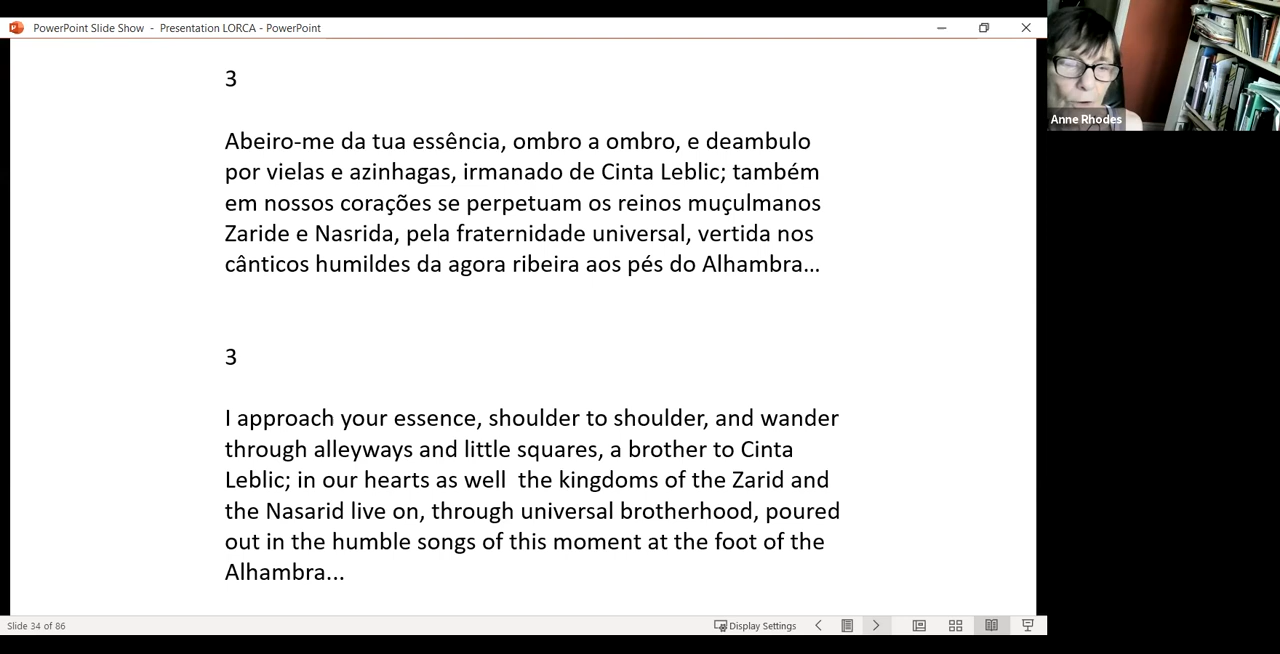 PowerPoint Slide Show - Presentation LORCA - PowerPoint
Anne Rhodes
3
Abeiro-me da tua essência, ombro a ombro, e deambulo
por vielas e azinhagas, irmanado de Cinta Leblic; também
em nossos corações se perpetuam os reinos muçulmanos
Zaride e Nasrida, pela fraternidade universal, vertida nos
cânticos humildes da agora ribeira aos pés do Alhambra...
3
I approach your essence, shoulder to shoulder, and wander
through alleyways and little squares, a brother to Cinta
Leblic; in our hearts as well the kingdoms of the Zarid and
the Nasarid live on, through universal brotherhood, poured
out in the humble songs of this moment at the foot of the
Alhambra...
Slide 34 of 86
Display Settings